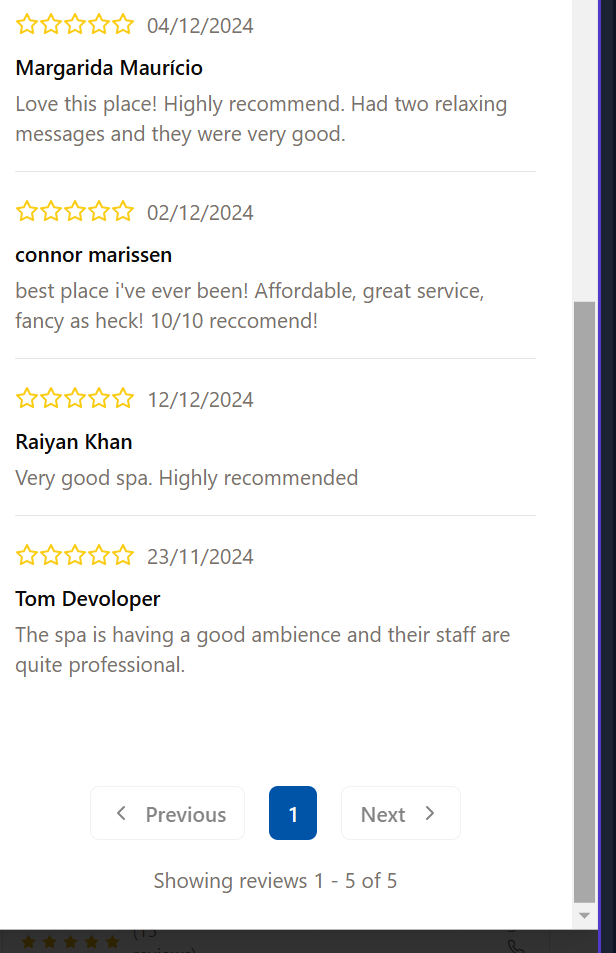 04/12/2024
Margarida Maurício
Love this place! Highly recommend. Had two relaxing
messages and they were very good.
02/12/2024
connor marissen
best place i've ever been! Affordable, great service,
fancy as heck! 10/10 reccomend!
12/12/2024
Raiyan Khan
Very good spa. Highly recommended
23/11/2024
Tom Devoloper
The spa is having a good ambience and their staff are
quite professional.
Previous 1 Next
Showing reviews 1 - 5 of 5